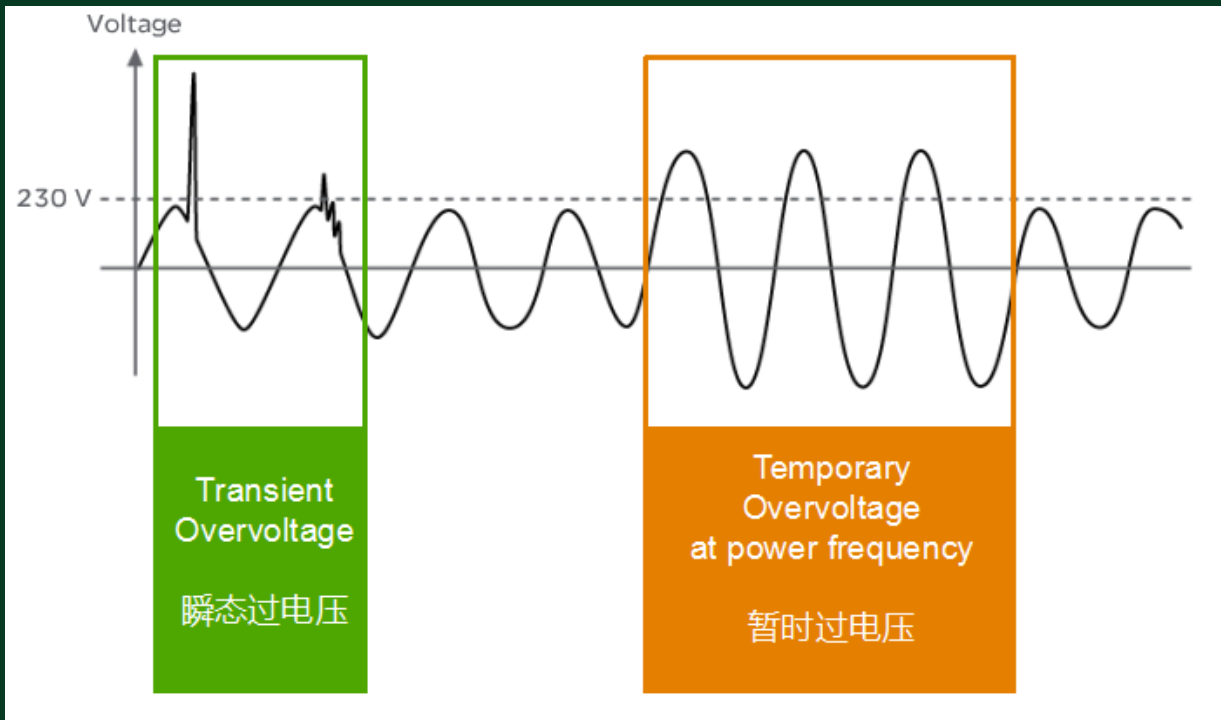 Voltage
230 V
Transient
Overvoltage
瞬态过电压
Temporary
Overvoltage
at power frequency
暂时过电压